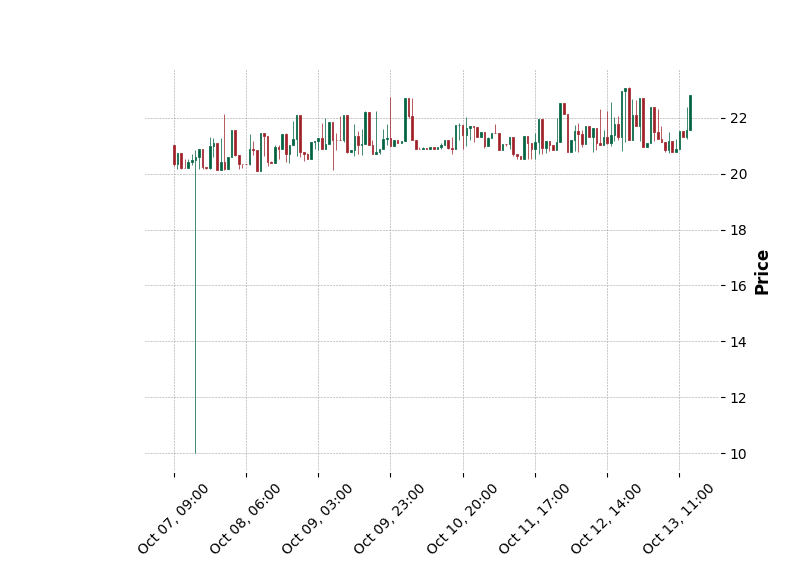 22
20
18
16
14
12
10
Price
Oct 07, 09:00
Oct 08, 06:00
Oct 09, 03:00
Oct 09, 23:00
Oct 10, 20:00
Oct 11, 17:00
Oct 12, 14:00
Oct 13, 11:00